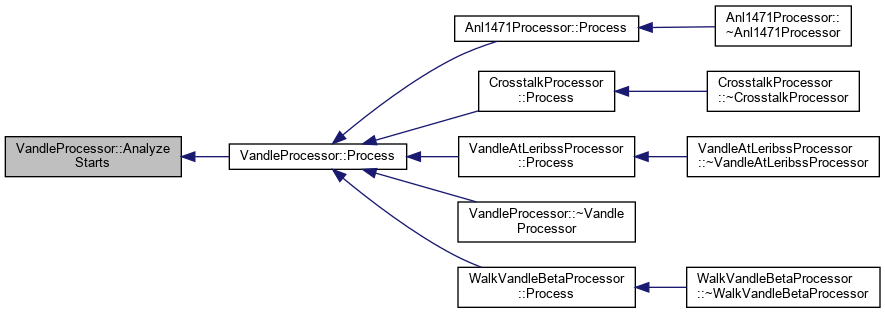 VandleProcessor::Analyze
Starts
VandleProcessor::Process
Anl1471Processor::Process
Anl1471Processor::
~Anl1471Processor
CrosstalkProcessor
::Process
CrosstalkProcessor
::~CrosstalkProcessor
VandleAtLeribssProcessor
::Process
VandleAtLeribssProcessor
::~VandleAtLeribssProcessor
VandleProcessor::~Vandle
Processor
WalkVandleBetaProcessor
::Process
WalkVandleBetaProcessor
::~WalkVandleBetaProcessor